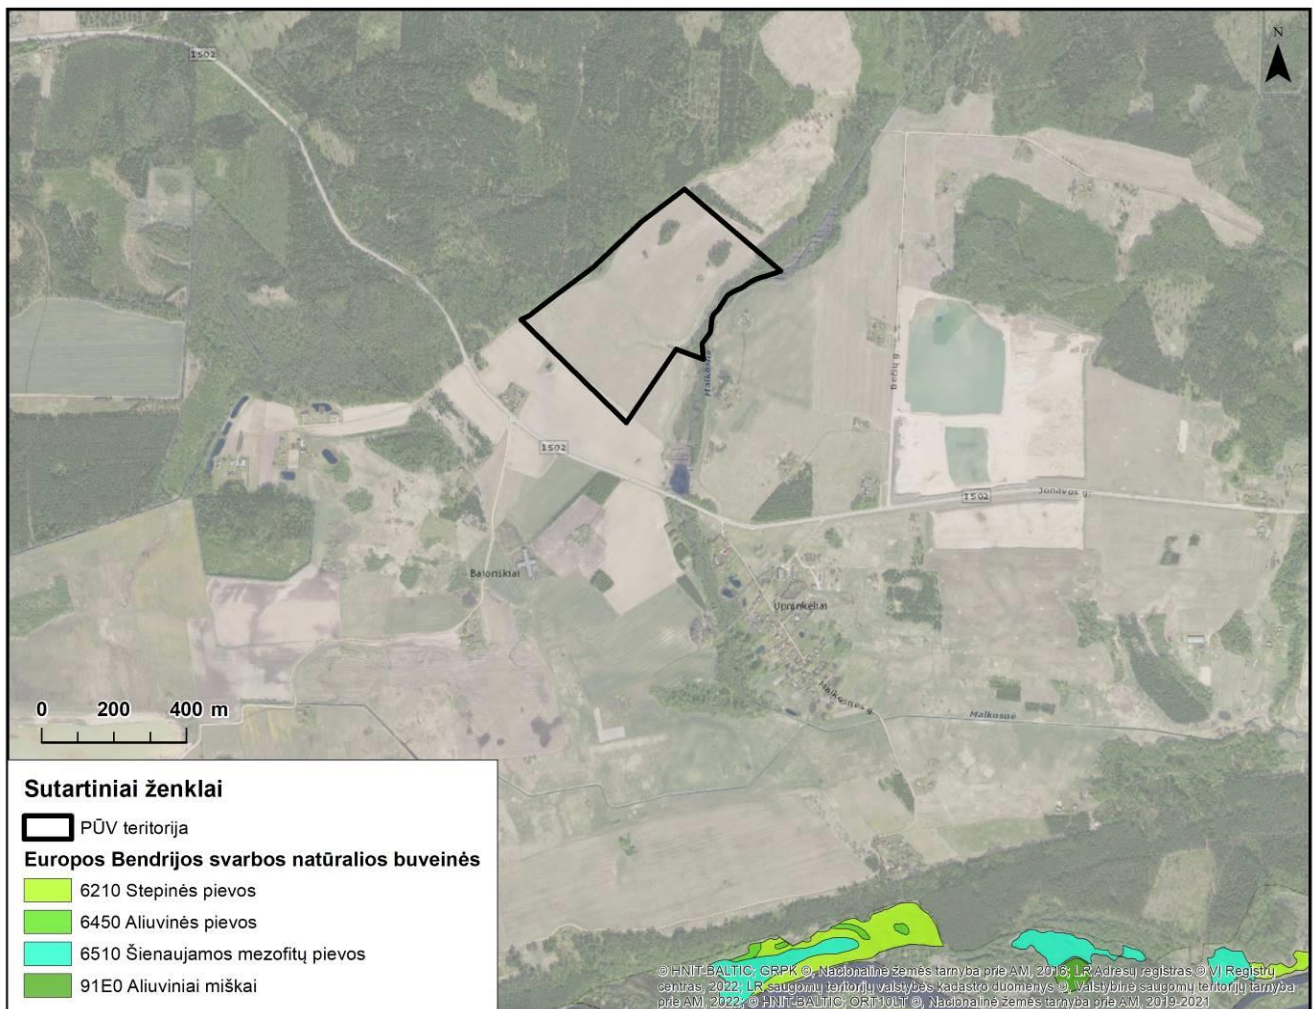 1502
N
Malkosnė
Beržų g.
1502
1502
Jonavos g.
Baioniškiai
Upninkėliai
Malkosnės g.
Malkosnė
0 200 400 m
Sutartiniai ženklai
PŪV teritorija
Europos Bendrijos svarbos natūralios buveinės
6210 Stepinės pievos
6450 Aliuvinės pievos
6510 Šienaujamos mezofitų pievos
91E0 Aliuviniai miškai
© HNIT-BALTIC; GRPK ©, Nacionalinė žemės tarnyba prie AM, 2016; LR Adresų registras © VĮ Registrų
centras, 2022; LR saugomų teritorijų valstybės kadastro duomenys ©, Valstybinė saugomų teritorijų tarnyba
prie AM, 2022; © HNIT-BALTIC; ORT10LT ©, Nacionalinė žemės tarnyba prie AM, 2019-2021